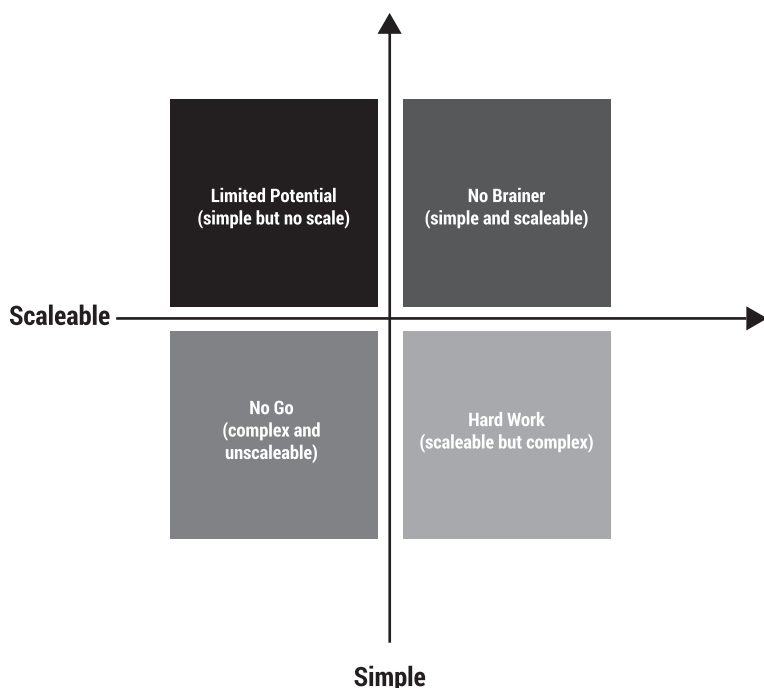 Limited Potential
(simple but no scale)
No Brainer
(simple and scaleable)
Scaleable
No Go
(complex and
unscaleable)
Hard Work
(scaleable but complex)
Simple